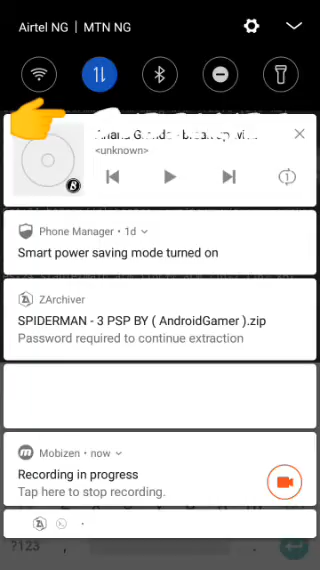 Airtel NG | MTN NG
<unknown>
Phone Manager • 1d
Smart power saving mode turned on
ZArchiver
SPIDERMAN - 3 PSP BY ( AndroidGamer ).zip
Password required to continue extraction
Mobizen • now
Recording in progress
Tap here to stop recording.
?123 , .